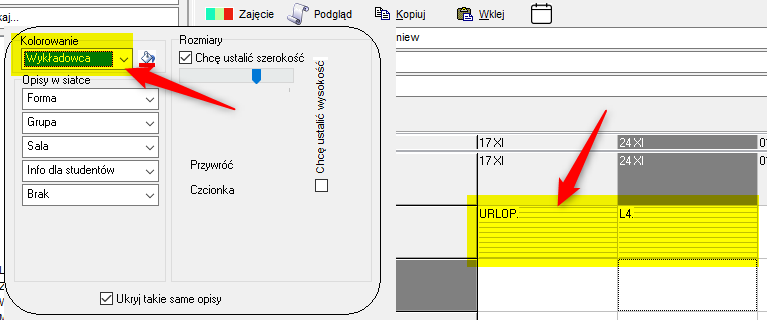 kaj...
Zajęcie
Podgląd
Kopiuj
Wklej
niew
Kolorowanie
Wykładowca
Opisy w siatce
Forma
Grupa
Sala
Info dla studentów
Brak
Rozmiary
Chcę ustalić szerokość
Chcę ustalić wysokość
Przywróć
Czcionka
Ukryj takie same opisy
17 XI
24 XI
17 XI
24 XI
URLOP.
L4.